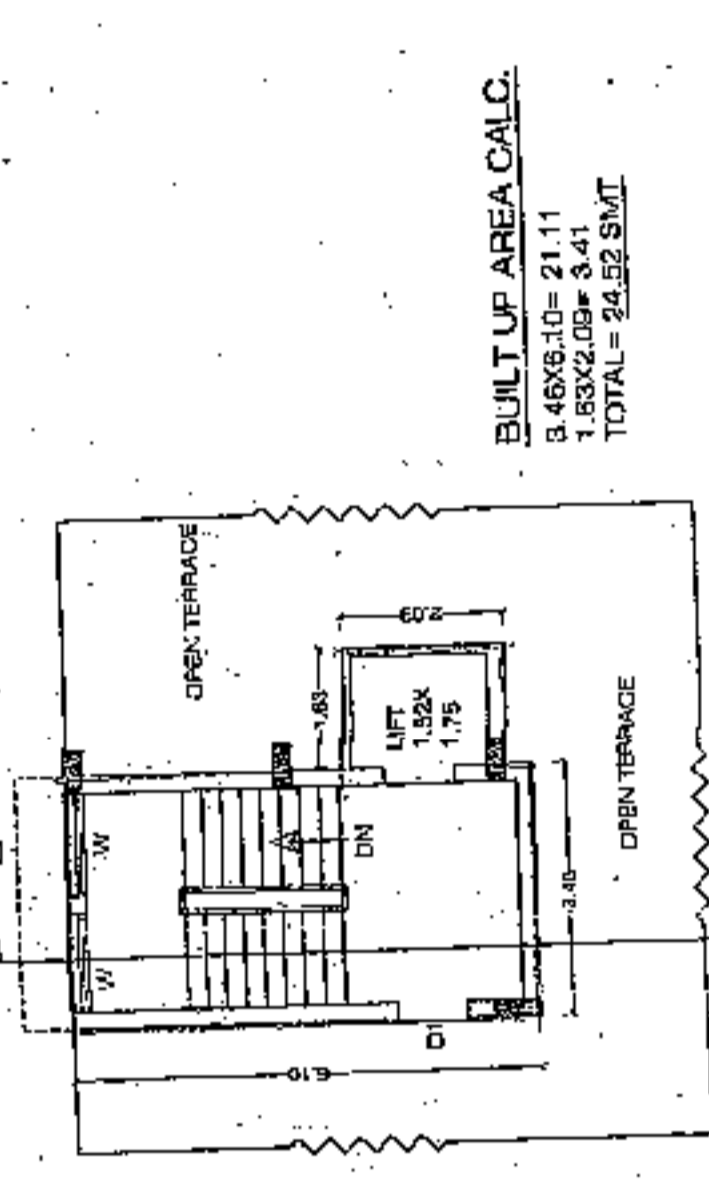 BUILT UP AREA CALC.
3.46X6.10= 21.11
1.63X2.09= 3.41
TOTAL= 24.52 SMT
OPEN TERRACE
2.09
1.63
LIFT
1.52X
1.75
W
W
DN
3.46
OPEN TERRACE
D1
6.10